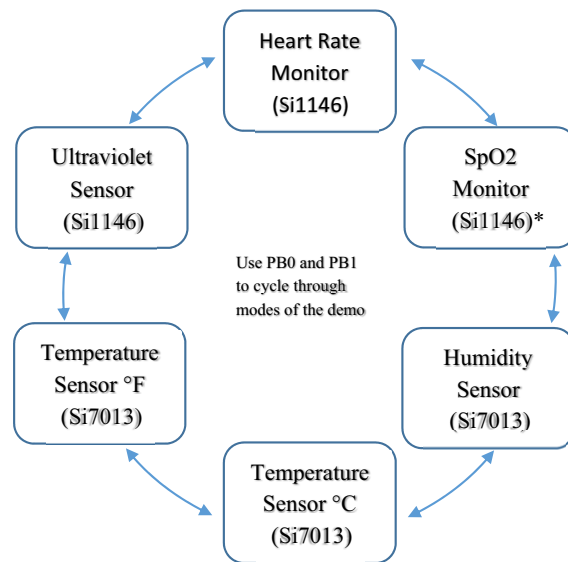 Heart Rate
Monitor
(Si1146)
Ultraviolet
Sensor
(Si1146)
SpO2
Monitor
(Si1146)*
Use PB0 and PB1
to cycle through
modes of the demo
Temperature
Sensor °F
(Si7013)
Humidity
Sensor
(Si7013)
Temperature
Sensor °C
(Si7013)